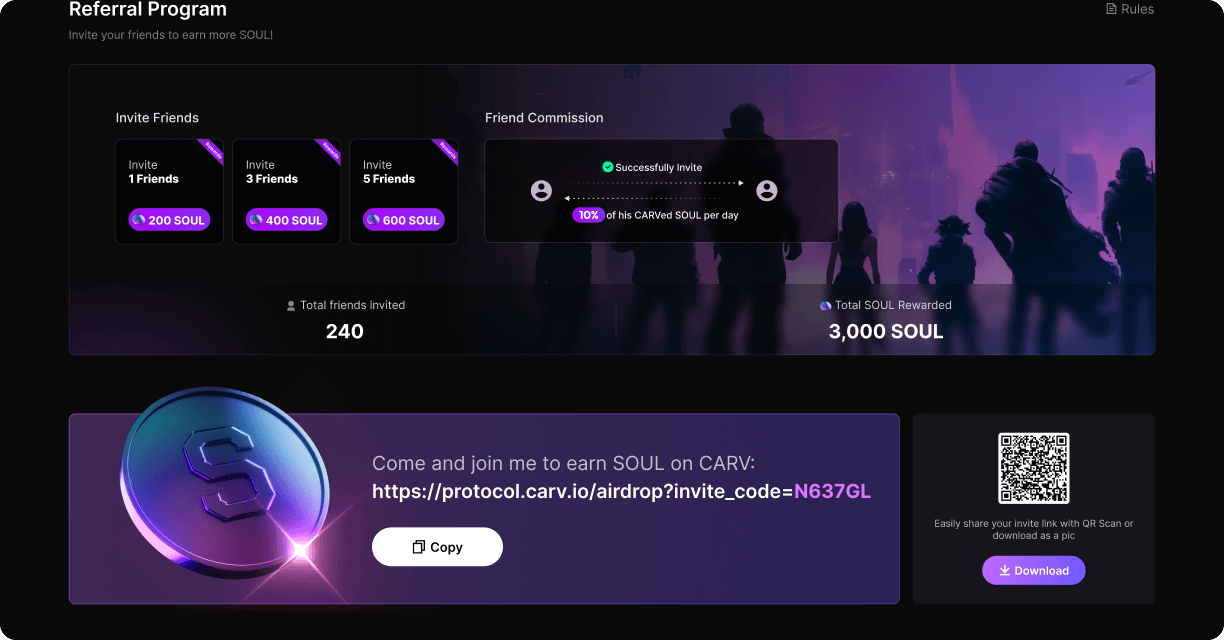 Referral Program
Rules
Invite your friends to earn more SOUL!
Invite Friends
Friend Commission
Rewards
Rewards
Rewards
Invite
1 Friends
200 SOUL
Invite
3 Friends
400 SOUL
Invite
5 Friends
600 SOUL
Successfully Invite
10% of his CARVed SOUL per day
Total friends invited
240
Total SOUL Rewarded
3,000 SOUL
Come and join me to earn SOUL on CARV:
https://protocol.carv.io/airdrop?invite_code=N637GL
Copy
Easily share your invite link with QR Scan or
download as a pic
Download